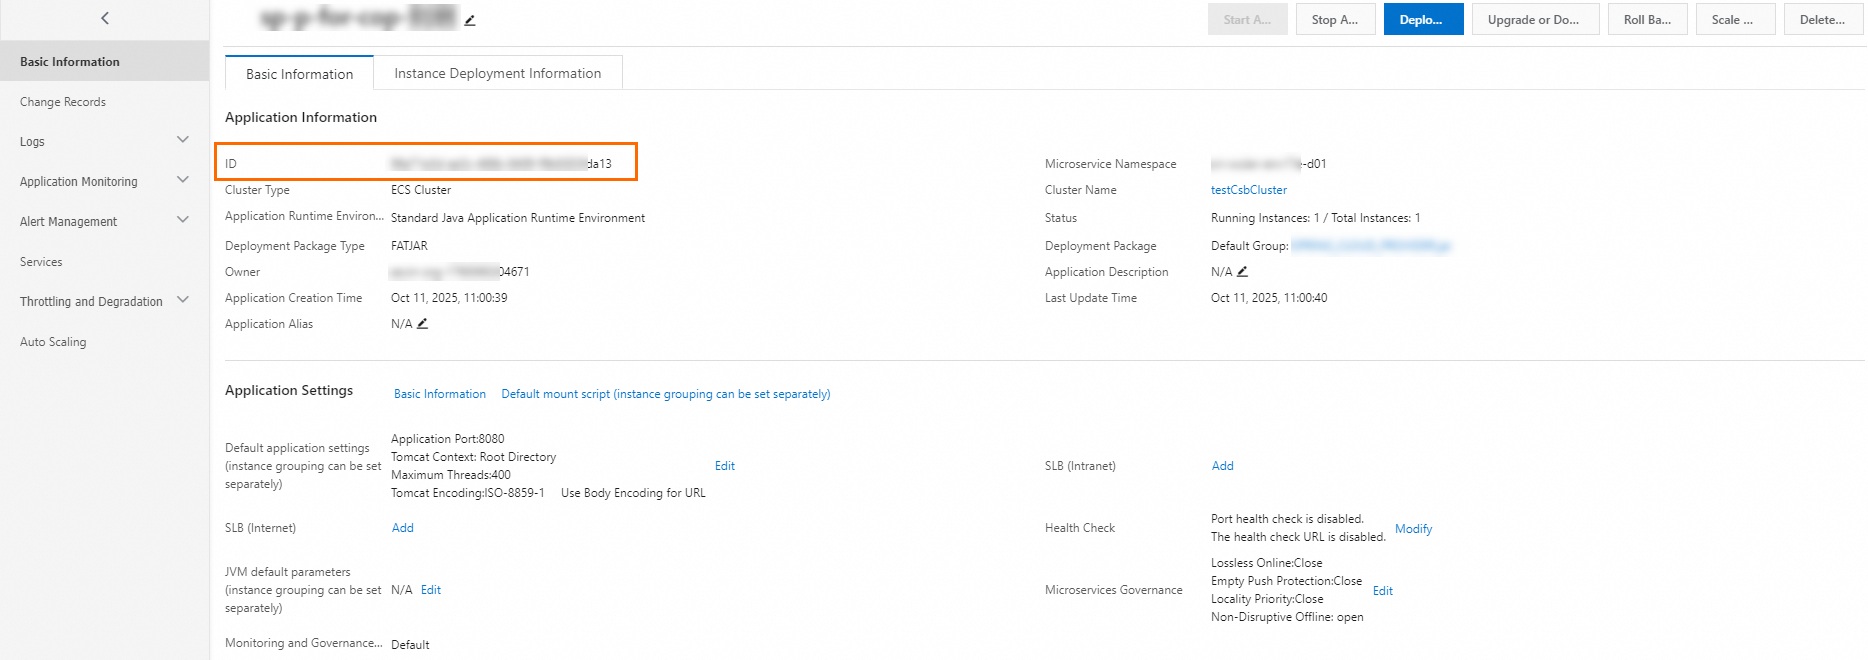 Start A...
Stop A...
Deplo...
Upgrade or Do...
Roll Ba...
Scale ...
Delete...
Basic Information
Change Records
Logs
Application Monitoring
Alert Management
Services
Throttling and Degradation
Auto Scaling
Basic Information
Instance Deployment Information
Application Information
ID da13
Microservice Namespace -d01
Cluster Type ECS Cluster
Cluster Name testCsbCluster
Application Runtime Environ... Standard Java Application Runtime Environment
Status Running Instances: 1 / Total Instances: 1
Deployment Package Type FATJAR
Deployment Package Default Group:
Owner 04671
Application Description N/A
Application Creation Time Oct 11, 2025, 11:00:39
Last Update Time Oct 11, 2025, 11:00:40
Application Alias N/A
Application Settings Basic Information Default mount script (instance grouping can be set separately)
Default application settings
(instance grouping can be set
separately)
Application Port:8080
Tomcat Context: Root Directory
Maximum Threads:400
Tomcat Encoding:ISO-8859-1 Use Body Encoding for URL
Edit
SLB (Intranet) Add
SLB (Internet) Add
Health Check
Port health check is disabled.
The health check URL is disabled.
Modify
JVM default parameters
(instance grouping can be set
separately)
N/A Edit
Microservices Governance
Lossless Online:Close
Empty Push Protection:Close
Locality Priority:Close
Non-Disruptive Offline: open
Edit
Monitoring and Governance... Default